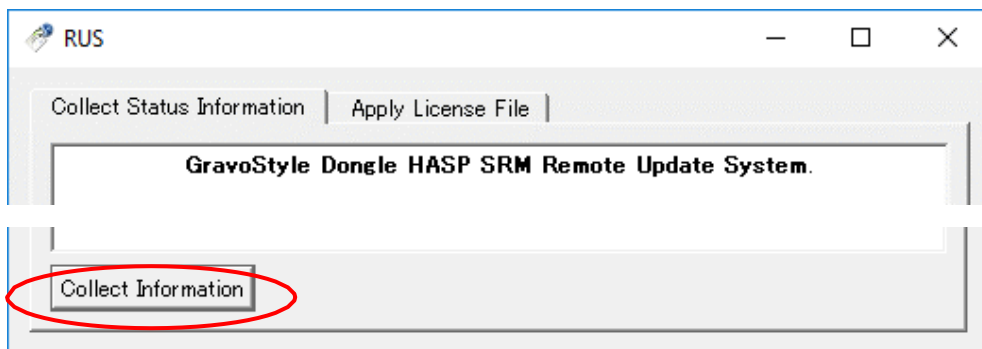 RUS
Collect Status Information
Apply License File
GravoStyle Dongle HASP SRM Remote Update System.
Collect Information